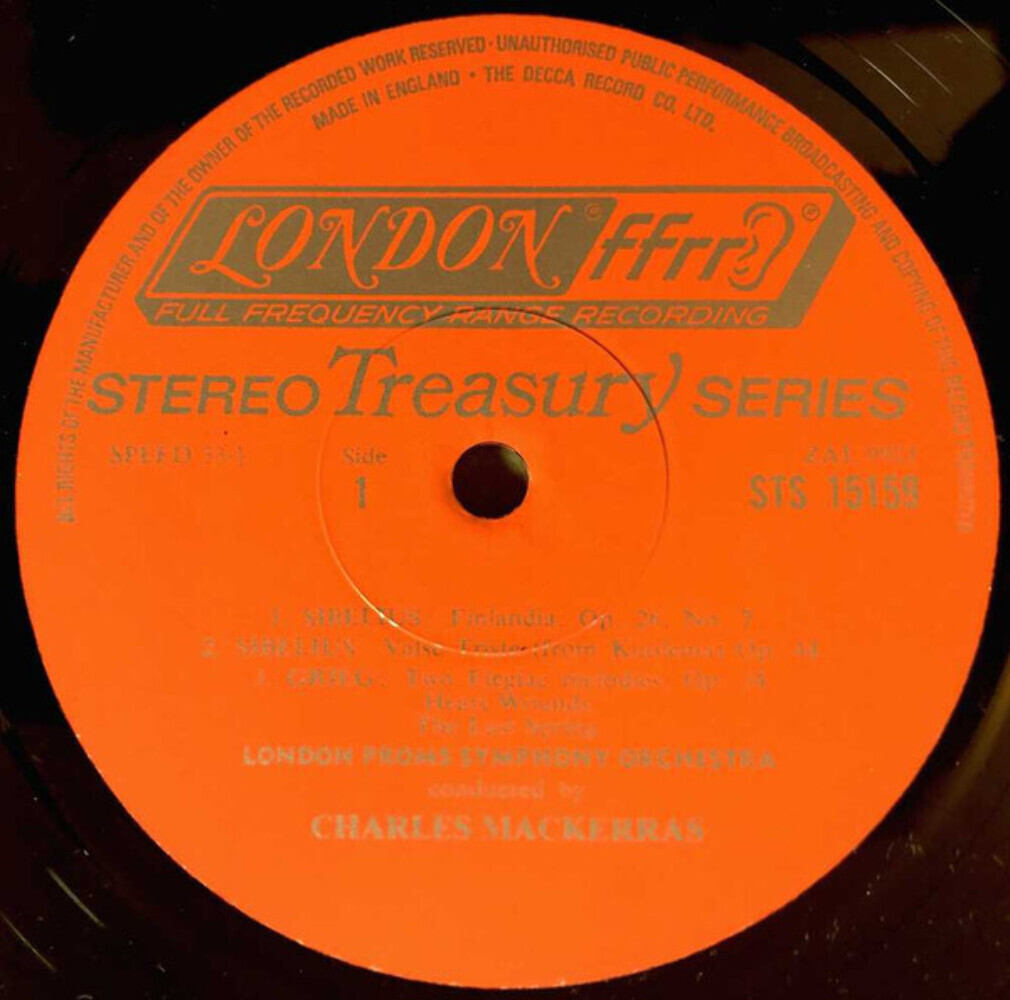 ALL RIGHTS OF THE MANUFACTURER AND OF THE OWNER OF THE RECORDED WORK RESERVED · UNAUTHORISED PUBLIC PERFORMANCE BROADCASTING AND COPYING OF THIS
MADE IN ENGLAND • THE DECCA RECORD CO. LTD.
LONDON ® ffrr ®
FULL FREQUENCY RANGE RECORDING
STEREO Treasury SERIES
SPEED Side
1 STS 15159
1. SIBELIUS: Finlandia, Op. 26, No. 7
2. SIBELIUS: Valse Triste (from Kuolema) Op. 44
3. GRIEG: Two Elegiac melodies, Op. 34
Heart Wounds
The Last Spring
LONDON PROMS SYMPHONY ORCHESTRA
conducted by
CHARLES MACKERRAS